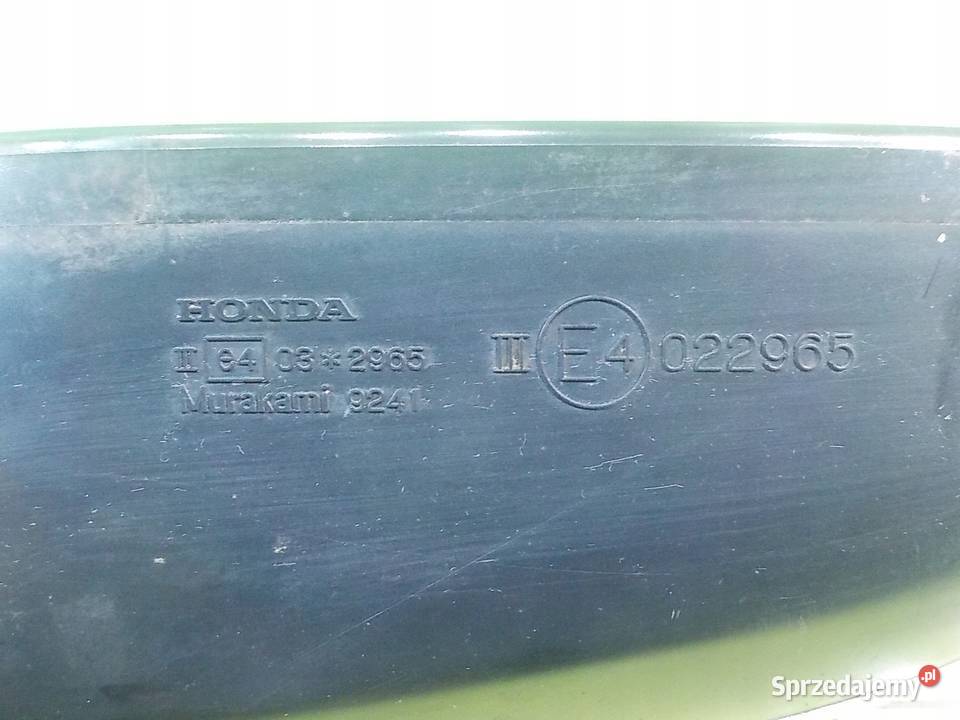 HONDA
II e4 03*2965
Murakami 9241
III E4 022965
Sprzedajemy.pl